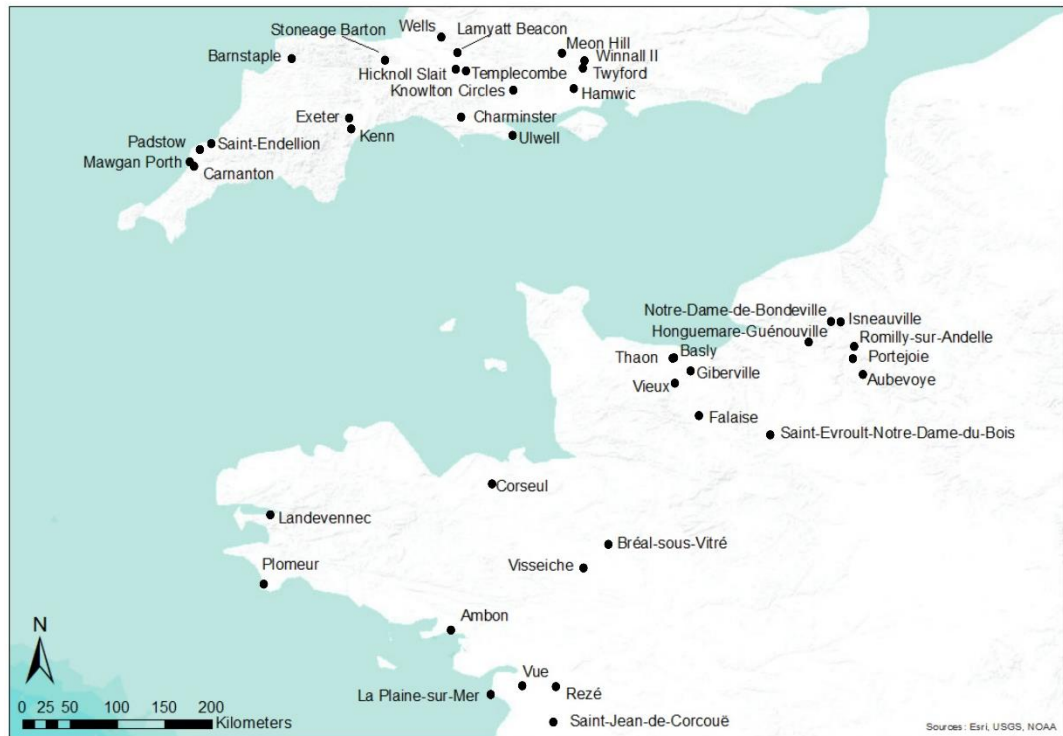 Wells
Stoneage Barton
Lamyatt Beacon
Meon Hill
Barnstaple
Winnall II
Hicknoll Slait
Templecombe
Twyford
Knowlton Circles
Hamwic
Exeter
Charminster
Kenn
Ulwell
Padstow
Saint-Endellion
Mawgan Porth
Carnanton
Notre-Dame-de-Bondeville
Isneauville
Honguemare-Guénouville
Romilly-sur-Andelle
Thaon
Basly
Portejoie
Giberville
Aubevoye
Vieux
Falaise
Saint-Evroult-Notre-Dame-du-Bois
Corseul
Landevennec
Bréal-sous-Vitré
Plomeur
Visseiche
Ambon
N
Vue
La Plaine-sur-Mer
Rezé
0 25 50 100 150 200
Kilometers
Saint-Jean-de-Corcouë
Sources: Esri, USGS, NOAA